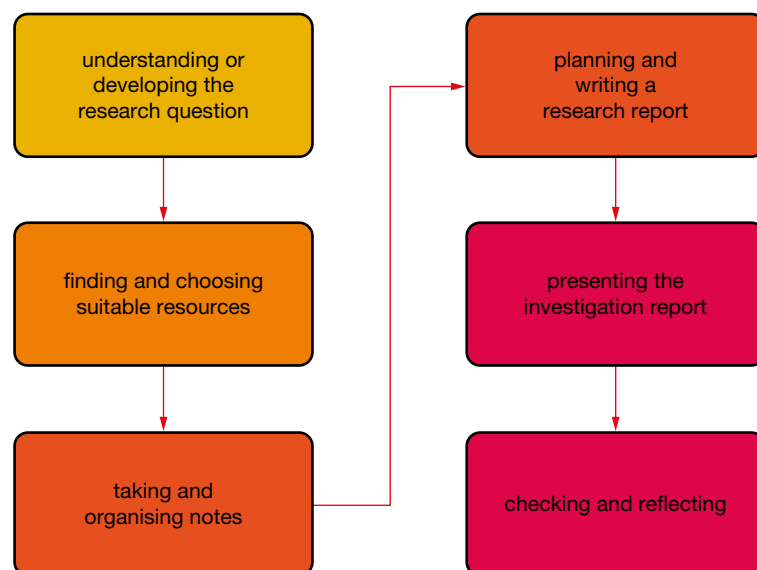 understanding or
developing the
research question
finding and choosing
suitable resources
taking and
organising notes
planning and
writing a
research report
presenting the
investigation report
checking and reflecting